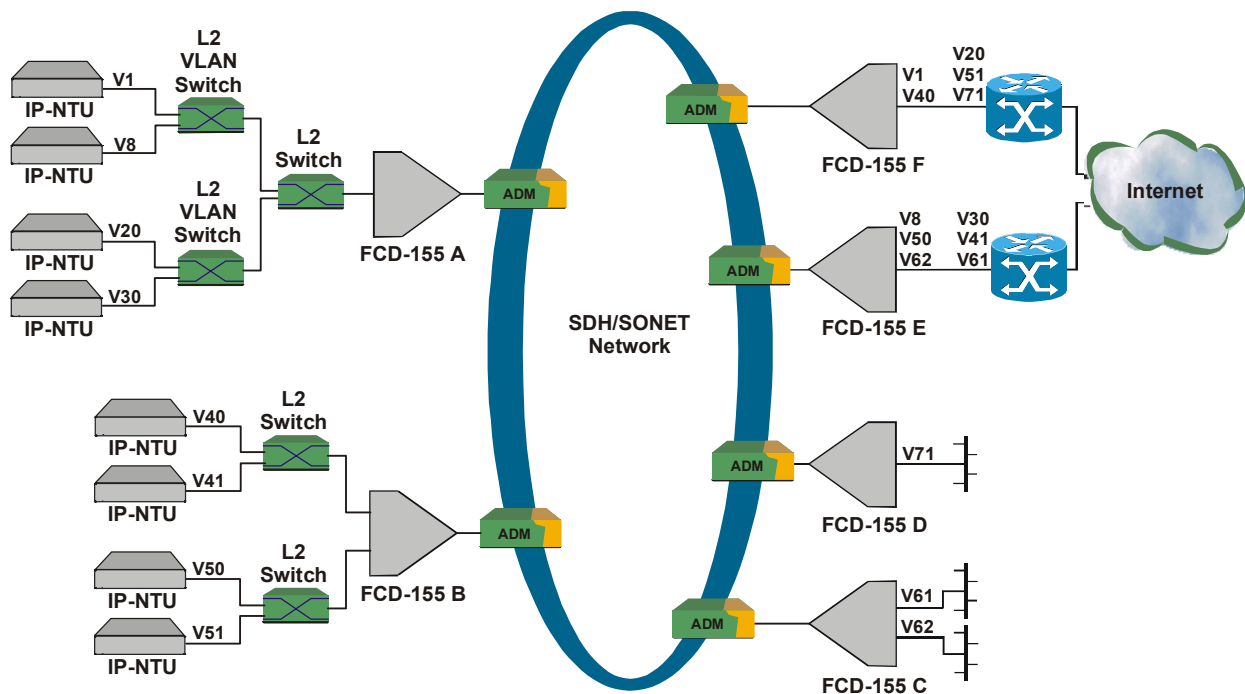 L2
VLAN
Switch
V1
IP-NTU
V8
IP-NTU
L2
Switch
L2
VLAN
Switch
V20
IP-NTU
V30
IP-NTU
FCD-155 A
ADM
V40
IP-NTU
L2
Switch
V41
IP-NTU
V50
IP-NTU
L2
Switch
V51
IP-NTU
FCD-155 B
ADM
SDH/SONET
Network
ADM
V1
V40
FCD-155 F
V20
V51
V71
Internet
ADM
V8
V50
V62
FCD-155 E
V30
V41
V61
ADM
V71
FCD-155 D
ADM
V61
V62
FCD-155 C